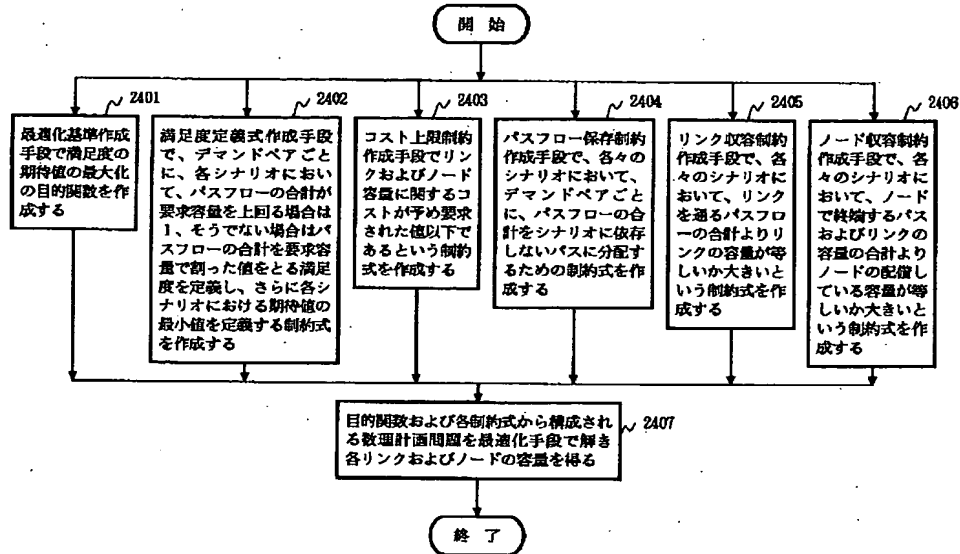 開 始
2401
最適化基準作成
手段で満足度の
期待値の最大化
の目的関数を作
成する
2402
満足度定義式作成手段
で、デマンドペアごと
に、各シナリオにおい
て、パスフローの合計が
要求容量を上回る場合は
1、そうでない場合はパ
スフローの合計を要求容
量で割った値をとる満足
度を定義し、さらに各シ
ナリオにおける期待値の
最小値を定義する制約式
を作成する
2403
コスト上限制約
作成手段でリン
クおよびノード
容量に関するコ
ストが予め要求
された値以下で
あるという制約
式を作成する
2404
パスフロー保存制約
作成手段で、各々の
シナリオにおいて、
デマンドペアごと
に、パスフローの合
計をシナリオに依存
しないパスに分配す
るための制約式を作
成する
2405
リンク収容制約
作成手段で、各
々のシナリオに
おいて、リンク
を通るパスフロ
ーの合計よりリ
ンクの容量が等
しいか大きいと
いう制約式を作
成する
2406
ノード収容制約
作成手段で、各
々のシナリオに
おいて、ノード
で終端するパス
およびリンクの
容量の合計より
ノードの配備し
ている容量が等
しいか大きいと
いう制約式を作
成する
目的関数および各制約式から構成され
る数理計画問題を最適化手段で解き
各リンクおよびノードの容量を得る
2407
終 了